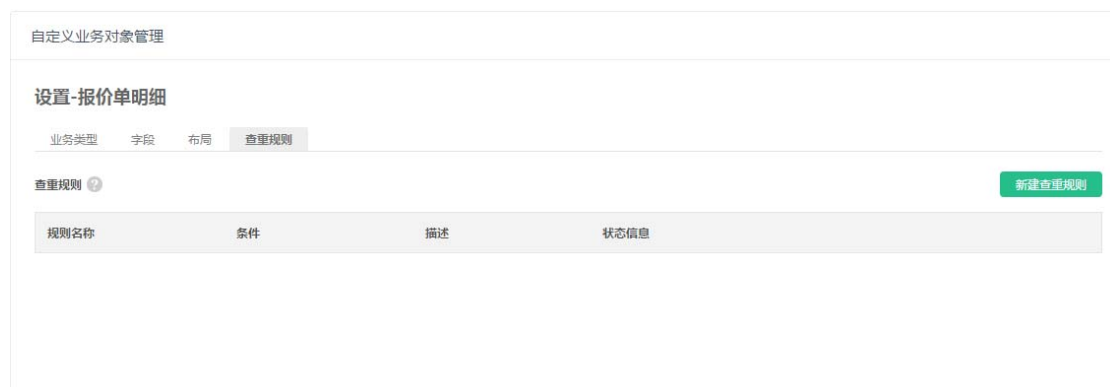 自定义业务对象管理
设置-报价单明细
业务类型 字段 布局 查重规则
查重规则 ? 新建查重规则
规则名称 条件 描述 状态信息